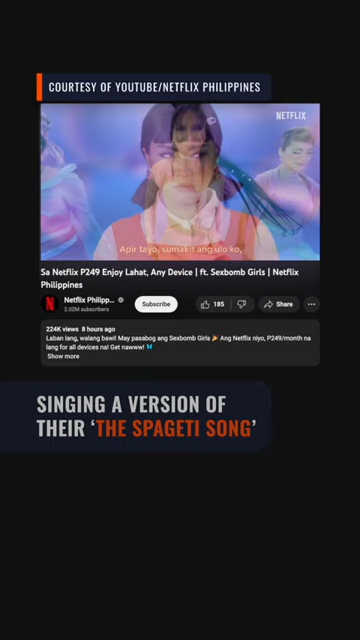 COURTESY OF YOUTUBE/NETFLIX PHILIPPINES
NETFLIX
Apir tayo, sumakit ang ulo ko,
Sa Netflix P249 Enjoy Lahat, Any Device | ft. Sexbomb Girls | Netflix
Philippines
Netflix Philipp...
2.02M subscribers
Subscribe
185
Share
224K views 8 hours ago
Laban lang, walang bawi! May pasabog ang Sexbomb Girls 🎉 Ang Netflix niyo, P249/month na
lang for all devices na! Get nawww! 🦋
Show more
SINGING A VERSION OF
THEIR ‘THE SPAGETI SONG’